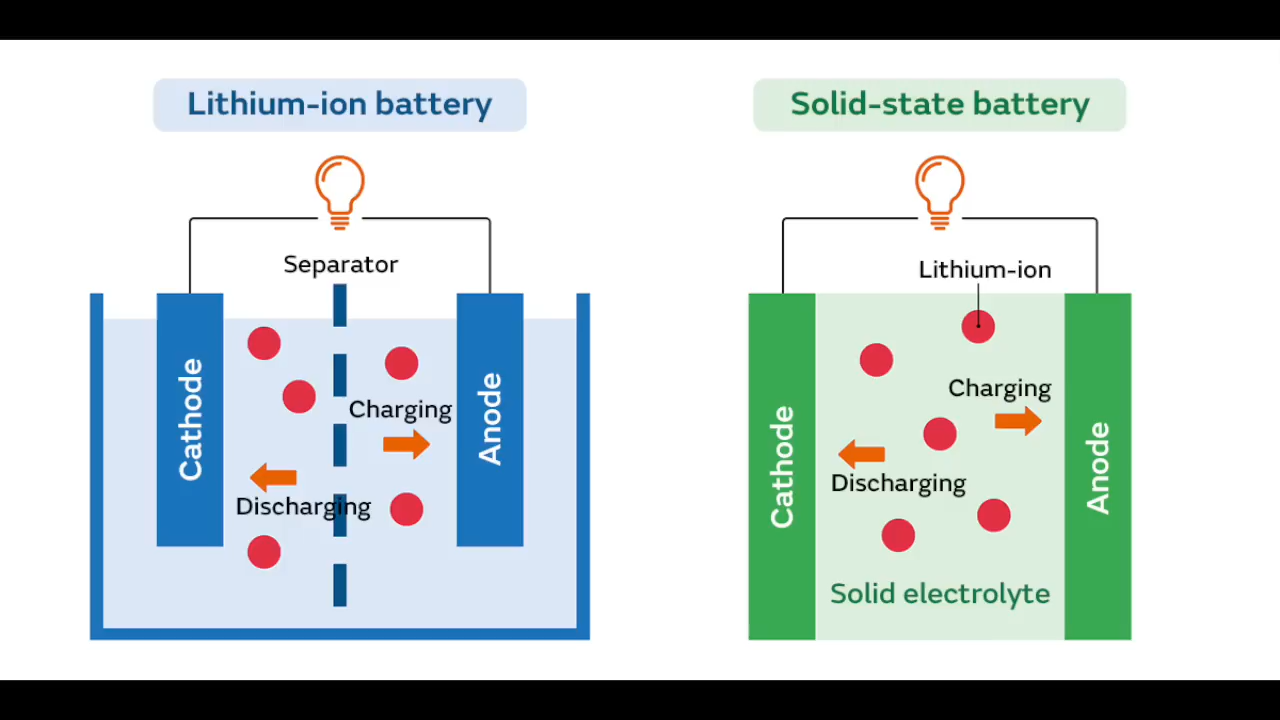 Lithium-ion battery
Separator
Cathode
Anode
Charging
Discharging
Solid-state battery
Lithium-ion
Cathode
Anode
Charging
Discharging
Solid electrolyte